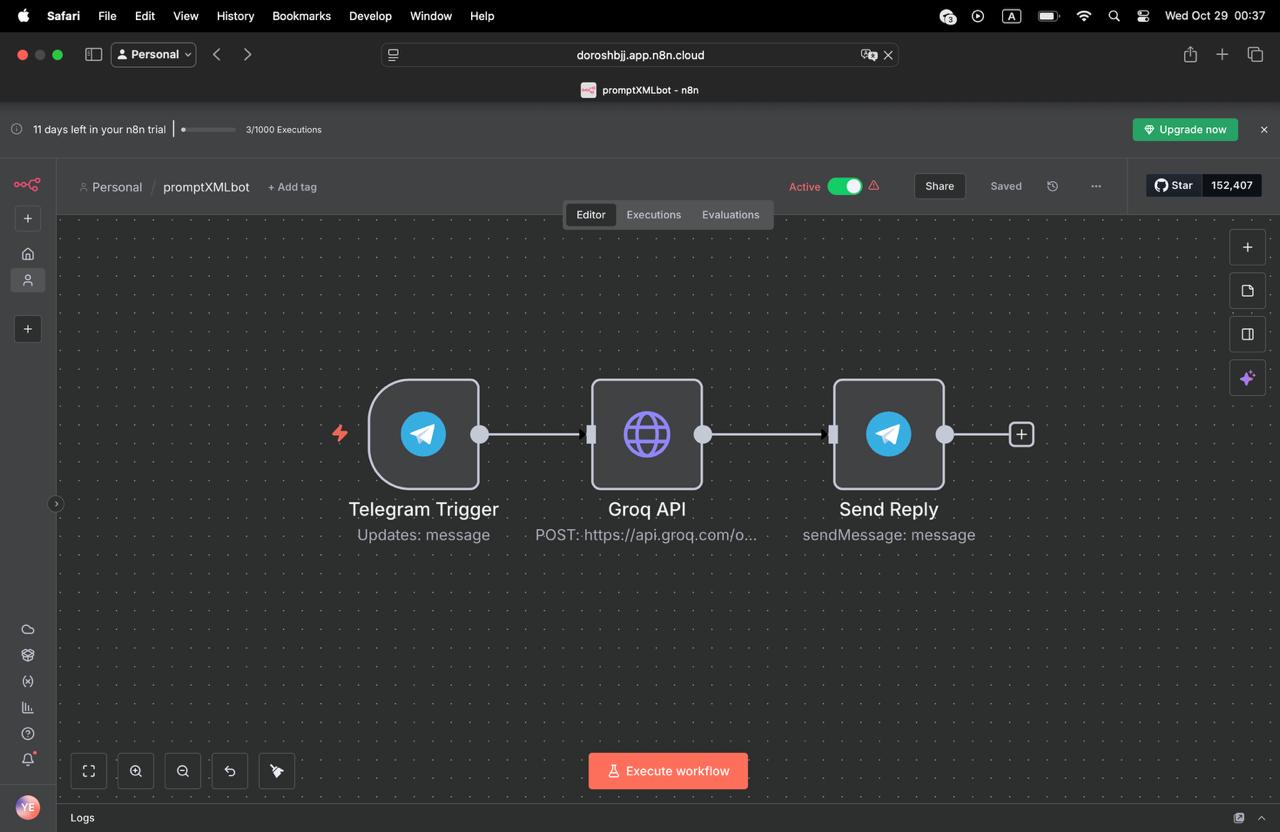 Safari File Edit View History Bookmarks Develop Window Help 3 A Wed Oct 29 00:37
Personal doroshbjj.app.n8n.cloud
promptXMLbot - n8n
11 days left in your n8n trial 3/1000 Executions Upgrade now
Personal / promptXMLbot + Add tag Active Share Saved ... Star 152,407
Editor Executions Evaluations
Telegram Trigger Groq API Send Reply
Updates: message POST: https://api.groq.com/o... sendMessage: message
Execute workflow
YE
Logs